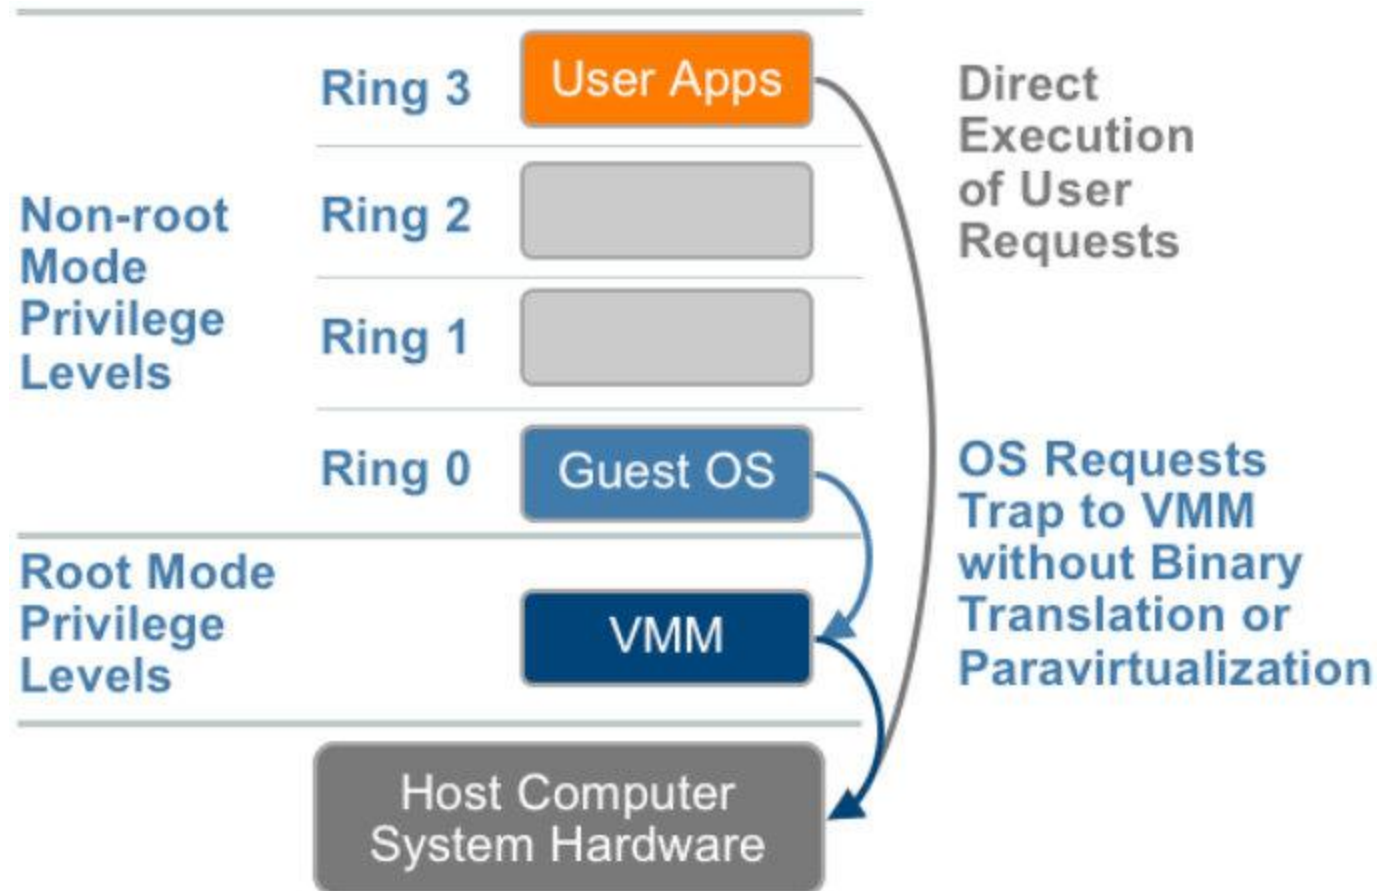 Ring 3
User Apps
Direct
Execution
of User
Requests
Non-root
Mode
Privilege
Levels
Ring 2
Ring 1
Ring 0
Guest OS
OS Requests
Trap to VMM
without Binary
Translation or
Paravirtualization
Root Mode
Privilege
Levels
VMM
Host Computer
System Hardware